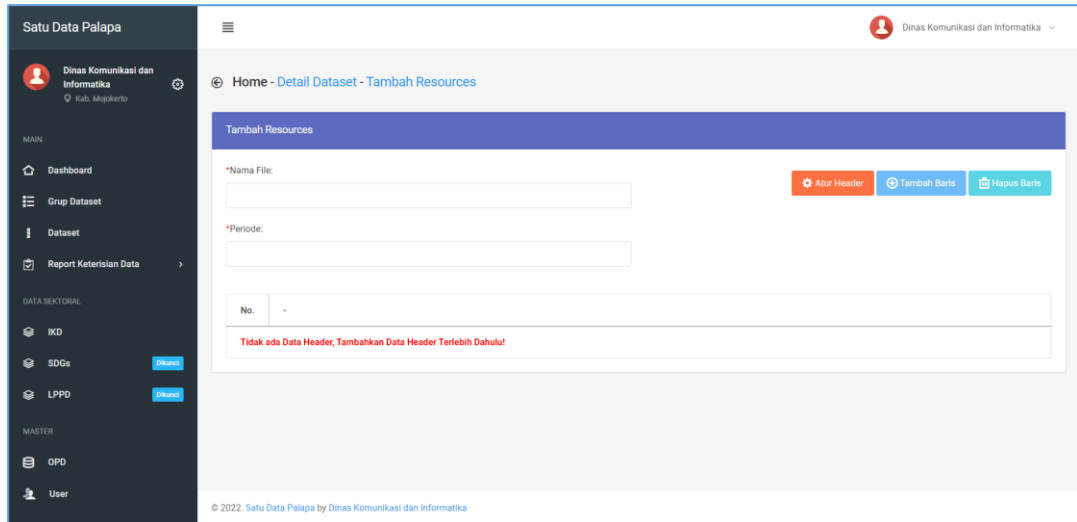 Satu Data Palapa
Dinas Komunikasi dan Informatika
Dinas Komunikasi dan
Informatika
Kab. Mojokerto
MAIN
Dashboard
Grup Dataset
Dataset
Report Keterisian Data
DATA SEKTORAL
IKD
SDGs Dikunci
LPPD Dikunci
MASTER
OPD
User
Home - Detail Dataset - Tambah Resources
Tambah Resources
*Nama File:
Atur Header Tambah Baris Hapus Baris
*Periode:
No. -
Tidak ada Data Header, Tambahkan Data Header Terlebih Dahulu!
© 2022. Satu Data Palapa by Dinas Komunikasi dan Informatika